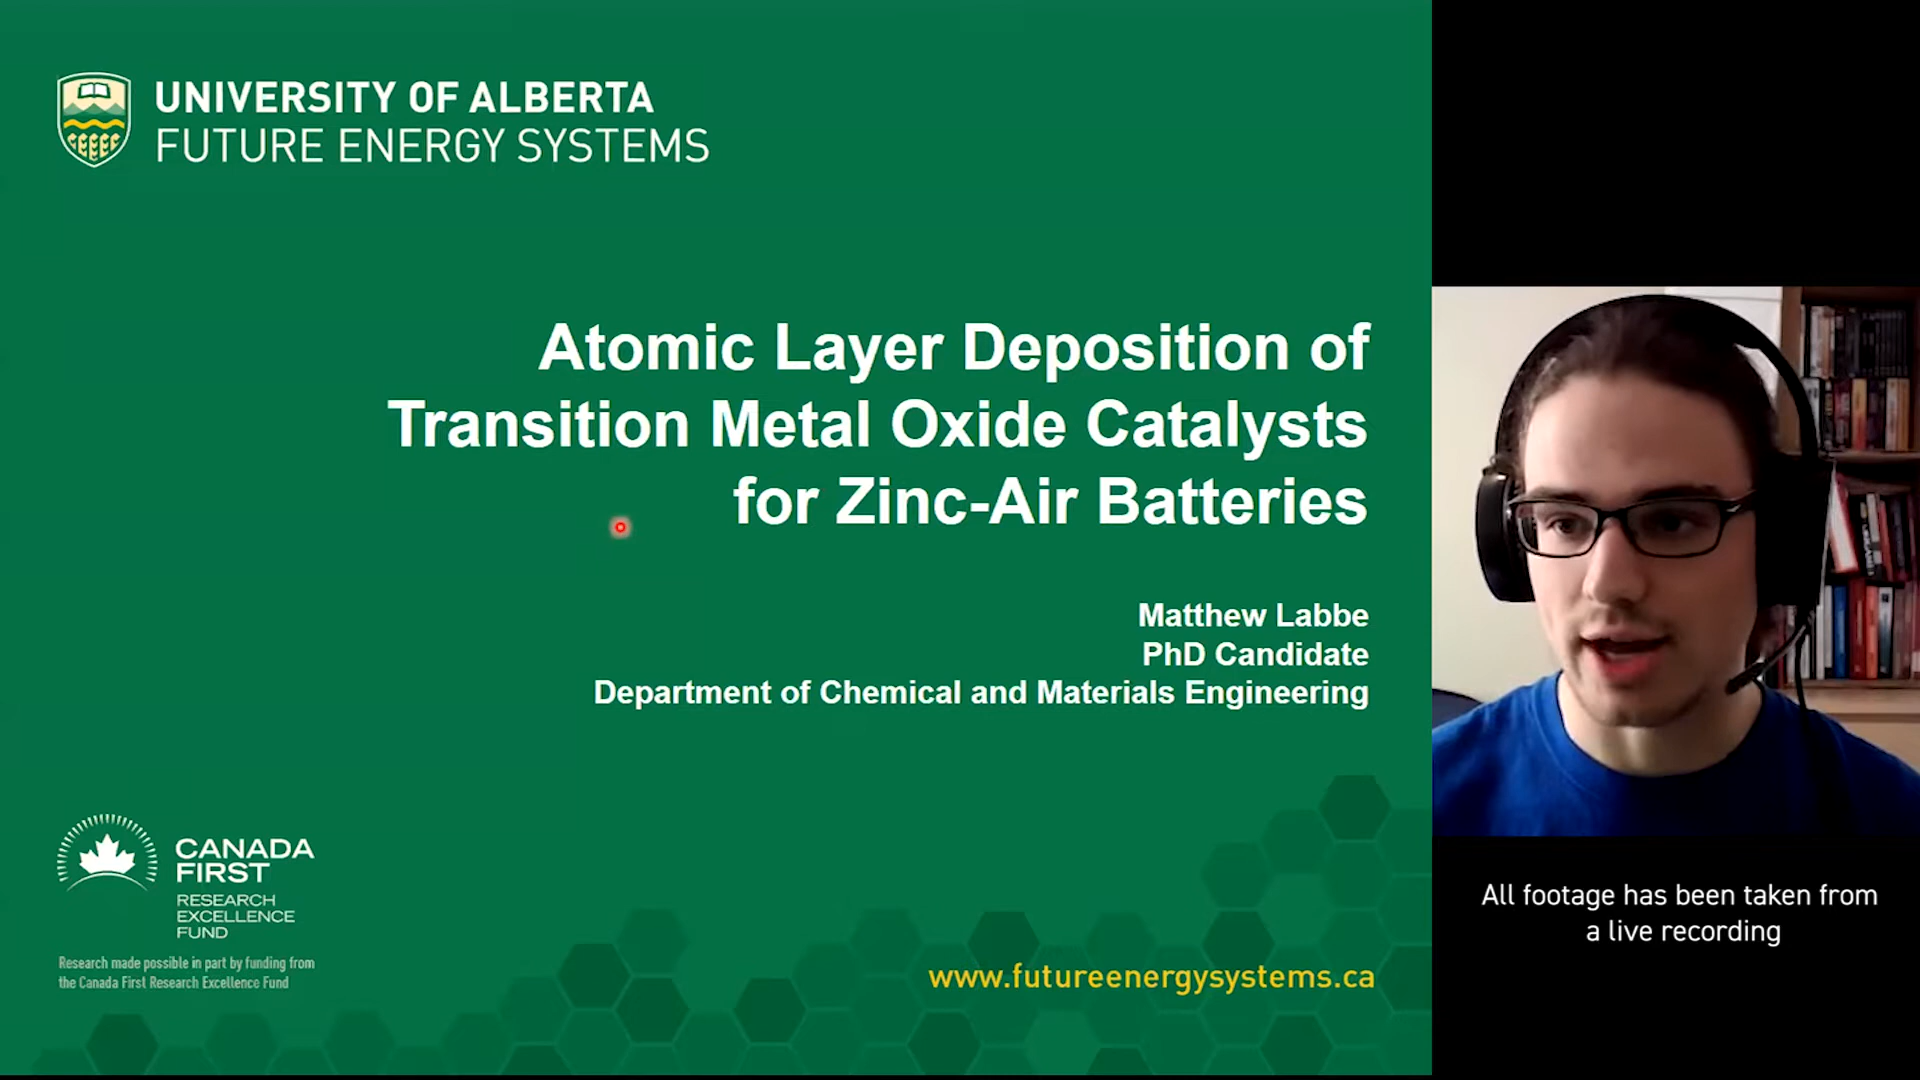 UNIVERSITY OF ALBERTA
FUTURE ENERGY SYSTEMS
Atomic Layer Deposition of
Transition Metal Oxide Catalysts
for Zinc-Air Batteries
Matthew Labbe
PhD Candidate
Department of Chemical and Materials Engineering
CANADA
FIRST
RESEARCH
EXCELLENCE
FUND
Research made possible in part by funding from
the Canada First Research Excellence Fund
www.futureenergysystems.ca
All footage has been taken from
a live recording